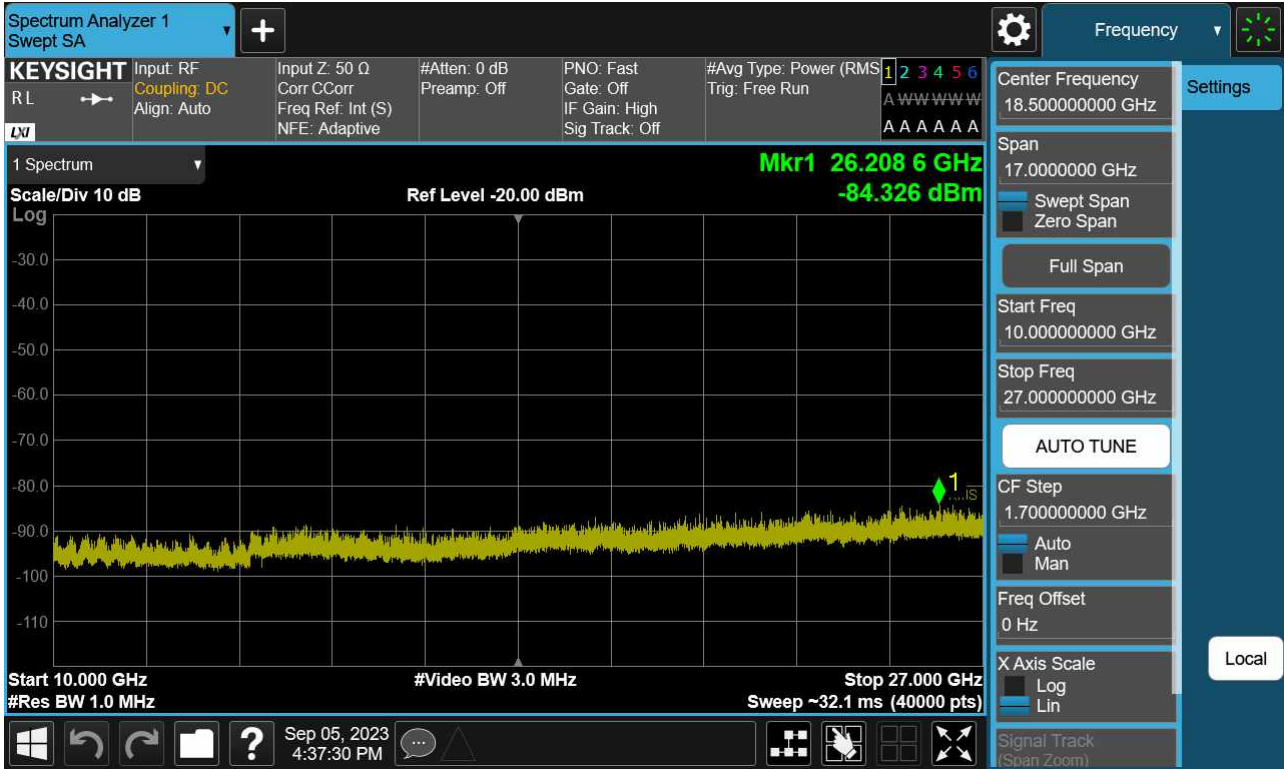 Spectrum Analyzer 1
Swept SA
Frequency
KEYSIGHT
RL
LXI
Input: RF
Coupling: DC
Align: Auto
Input Z: 50 Ω
Corr CCorr
Freq Ref: Int (S)
NFE: Adaptive
#Atten: 0 dB
Preamp: Off
PNO: Fast
Gate: Off
IF Gain: High
Sig Track: Off
#Avg Type: Power (RMS
Trig: Free Run
1 2 3 4 5 6
A W W W W W
A A A A A A
1 Spectrum
Scale/Div 10 dB
Log
Ref Level -20.00 dBm
Mkr1 26.208 6 GHz
-84.326 dBm
-30.0
-40.0
-50.0
-60.0
-70.0
-80.0
-90.0
-100
-110
1
Start 10.000 GHz
#Res BW 1.0 MHz
#Video BW 3.0 MHz
Stop 27.000 GHz
Sweep ~32.1 ms (40000 pts)
Sep 05, 2023
4:37:30 PM
Center Frequency
18.500000000 GHz
Span
17.0000000 GHz
Swept Span
Zero Span
Full Span
Start Freq
10.000000000 GHz
Stop Freq
27.000000000 GHz
AUTO TUNE
CF Step
1.700000000 GHz
Auto
Man
Freq Offset
0 Hz
X Axis Scale
Log
Lin
Signal Track
(Span Zoom)
Settings
Local